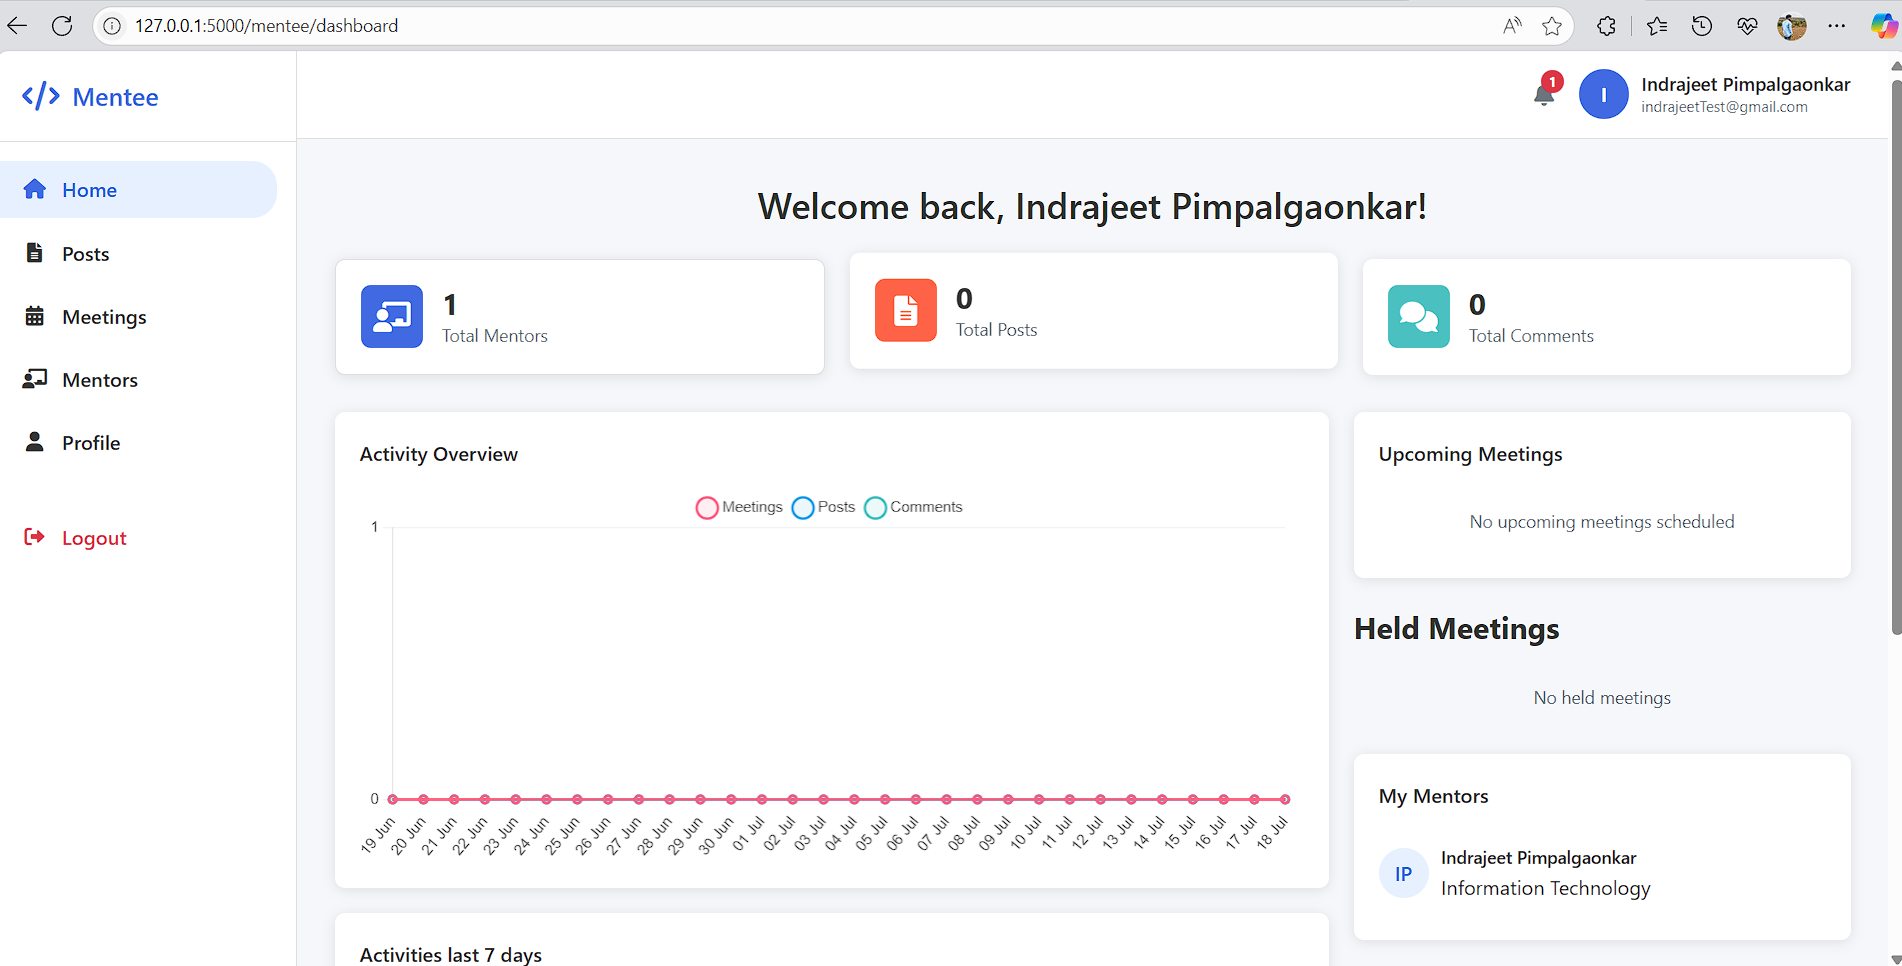 127.0.0.1:5000/mentee/dashboard
</> Mentee
1
I
Indrajeet Pimpalgaonkar
indrajeetTest@gmail.com
Home
Posts
Meetings
Mentors
Profile
Logout
Welcome back, Indrajeet Pimpalgaonkar!
1
Total Mentors
0
Total Posts
0
Total Comments
Activity Overview
Meetings Posts Comments
1
0
19 Jun 20 Jun 21 Jun 22 Jun 23 Jun 24 Jun 25 Jun 26 Jun 27 Jun 28 Jun 29 Jun 30 Jun 01 Jul 02 Jul 03 Jul 04 Jul 05 Jul 06 Jul 07 Jul 08 Jul 09 Jul 10 Jul 11 Jul 12 Jul 13 Jul 14 Jul 15 Jul 16 Jul 17 Jul 18 Jul
Activities last 7 days
Upcoming Meetings
No upcoming meetings scheduled
Held Meetings
No held meetings
My Mentors
IP
Indrajeet Pimpalgaonkar
Information Technology